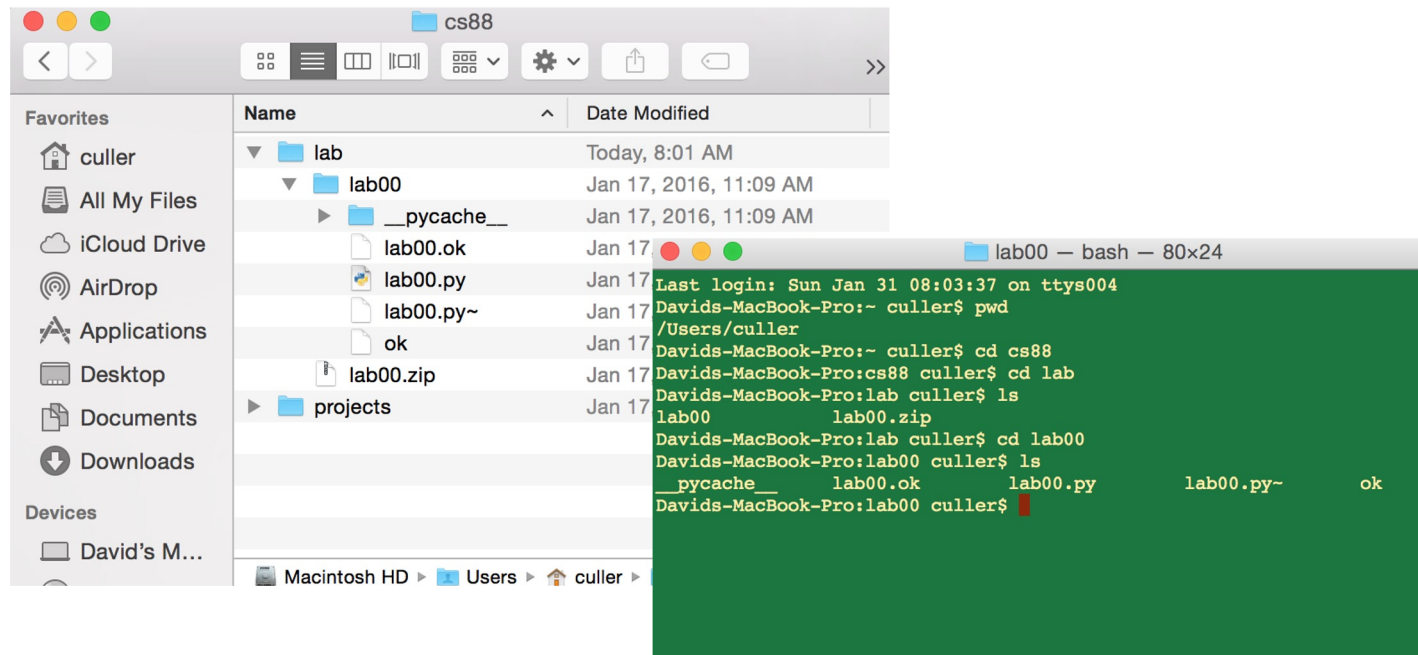 cs88
Favorites
culler
All My Files
iCloud Drive
AirDrop
Applications
Desktop
Documents
Downloads
Devices
David's M...
Name Date Modified
lab Today, 8:01 AM
lab00 Jan 17, 2016, 11:09 AM
__pycache__ Jan 17, 2016, 11:09 AM
lab00.ok Jan 17
lab00.py Jan 17
lab00.py~ Jan 17
ok Jan 17
lab00.zip Jan 17
projects Jan 17
Macintosh HD Users culler
lab00 — bash — 80×24
Last login: Sun Jan 31 08:03:37 on ttys004
Davids-MacBook-Pro:~ culler$ pwd
/Users/culler
Davids-MacBook-Pro:~ culler$ cd cs88
Davids-MacBook-Pro:cs88 culler$ cd lab
Davids-MacBook-Pro:lab culler$ ls
lab00 lab00.zip
Davids-MacBook-Pro:lab culler$ cd lab00
Davids-MacBook-Pro:lab00 culler$ ls
__pycache__ lab00.ok lab00.py lab00.py~ ok
Davids-MacBook-Pro:lab00 culler$